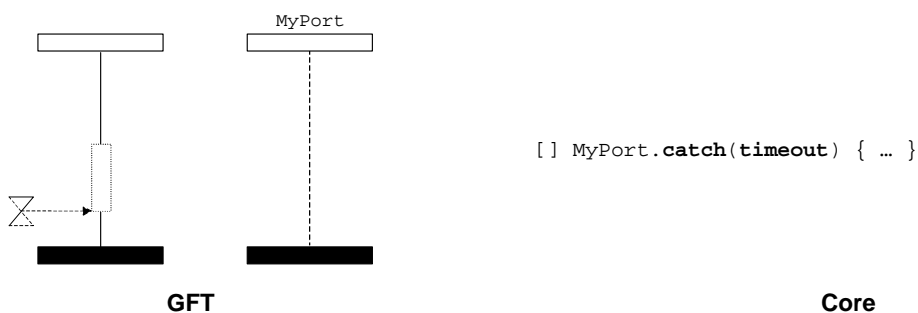 MyPort
[] MyPort.catch(timeout) { … }
GFT
Core